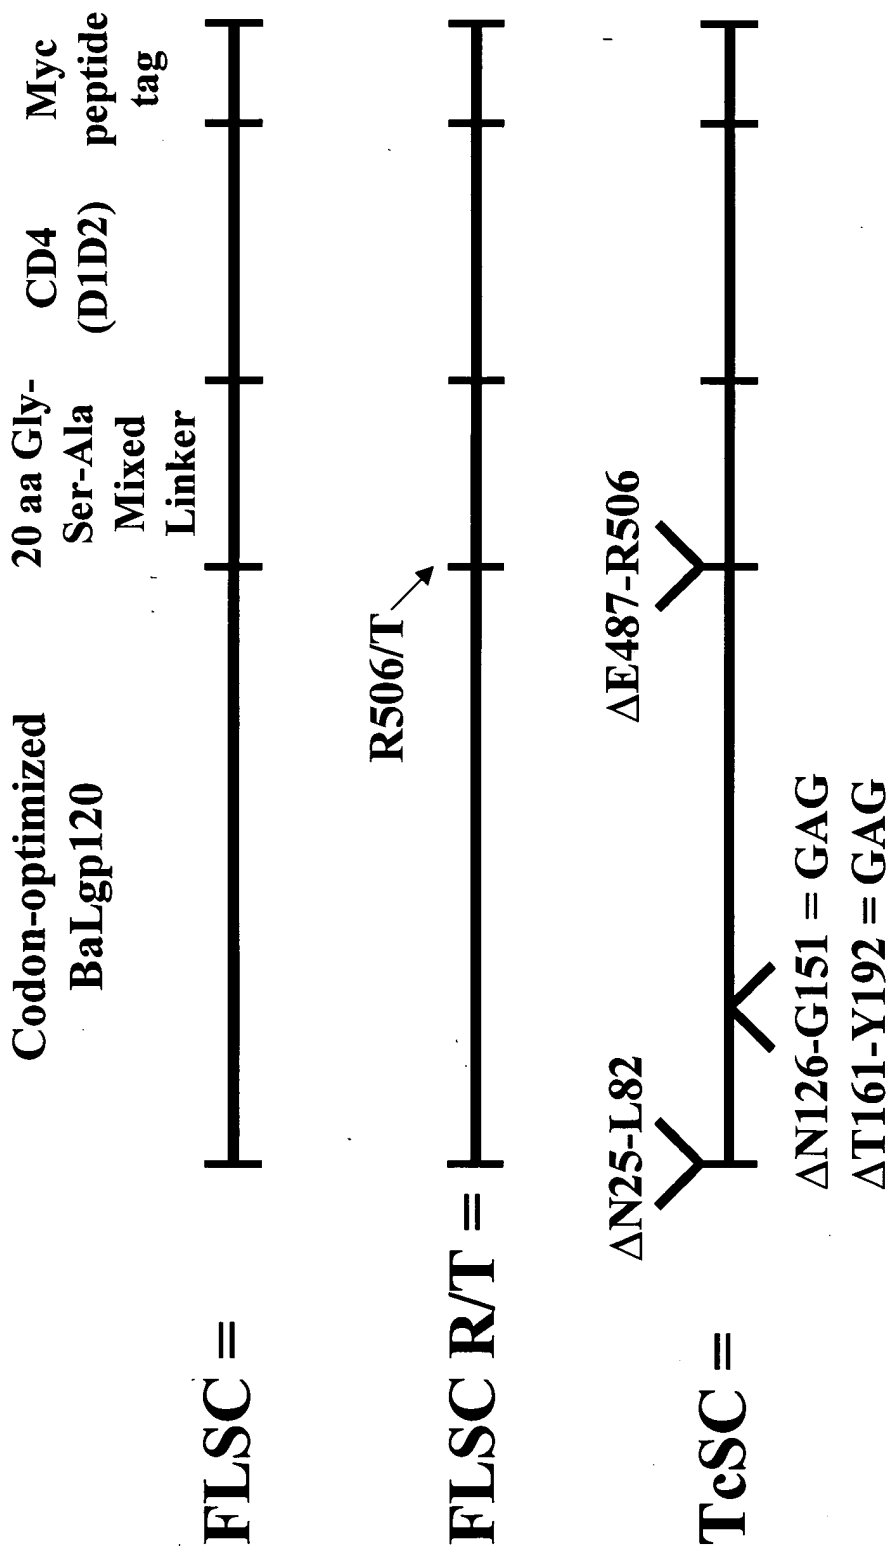 Codon-optimized
BaLgp120
20 aa Gly-
Ser-Ala
Mixed
Linker
CD4
(D1D2)
Myc
peptide
tag
FLSC =
FLSC R/T =
R506/T
TcSC =
ΔN25-L82
ΔE487-R506
ΔN126-G151 = GAG
ΔT161-Y192 = GAG